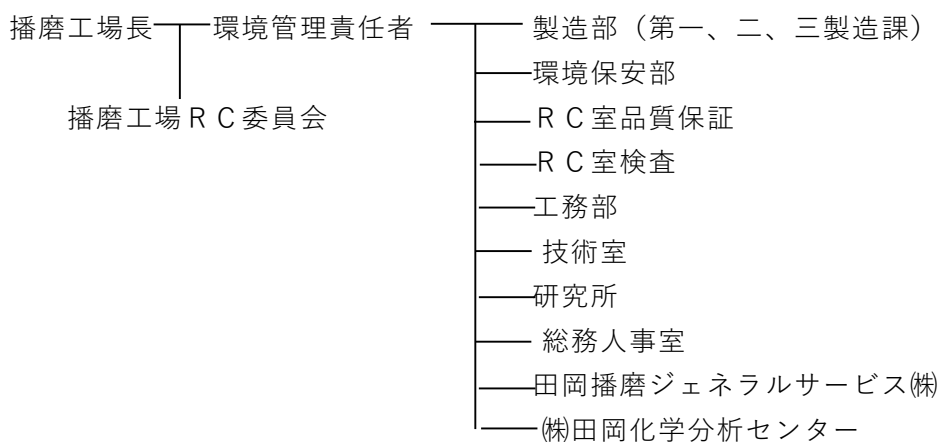 播磨工場長 環境管理責任者 製造部（第一、二、三製造課）
環境保安部
播磨工場ＲＣ委員会 ＲＣ室品質保証
ＲＣ室検査
工務部
技術室
研究所
総務人事室
田岡播磨ジェネラルサービス㈱
㈱田岡化学分析センター